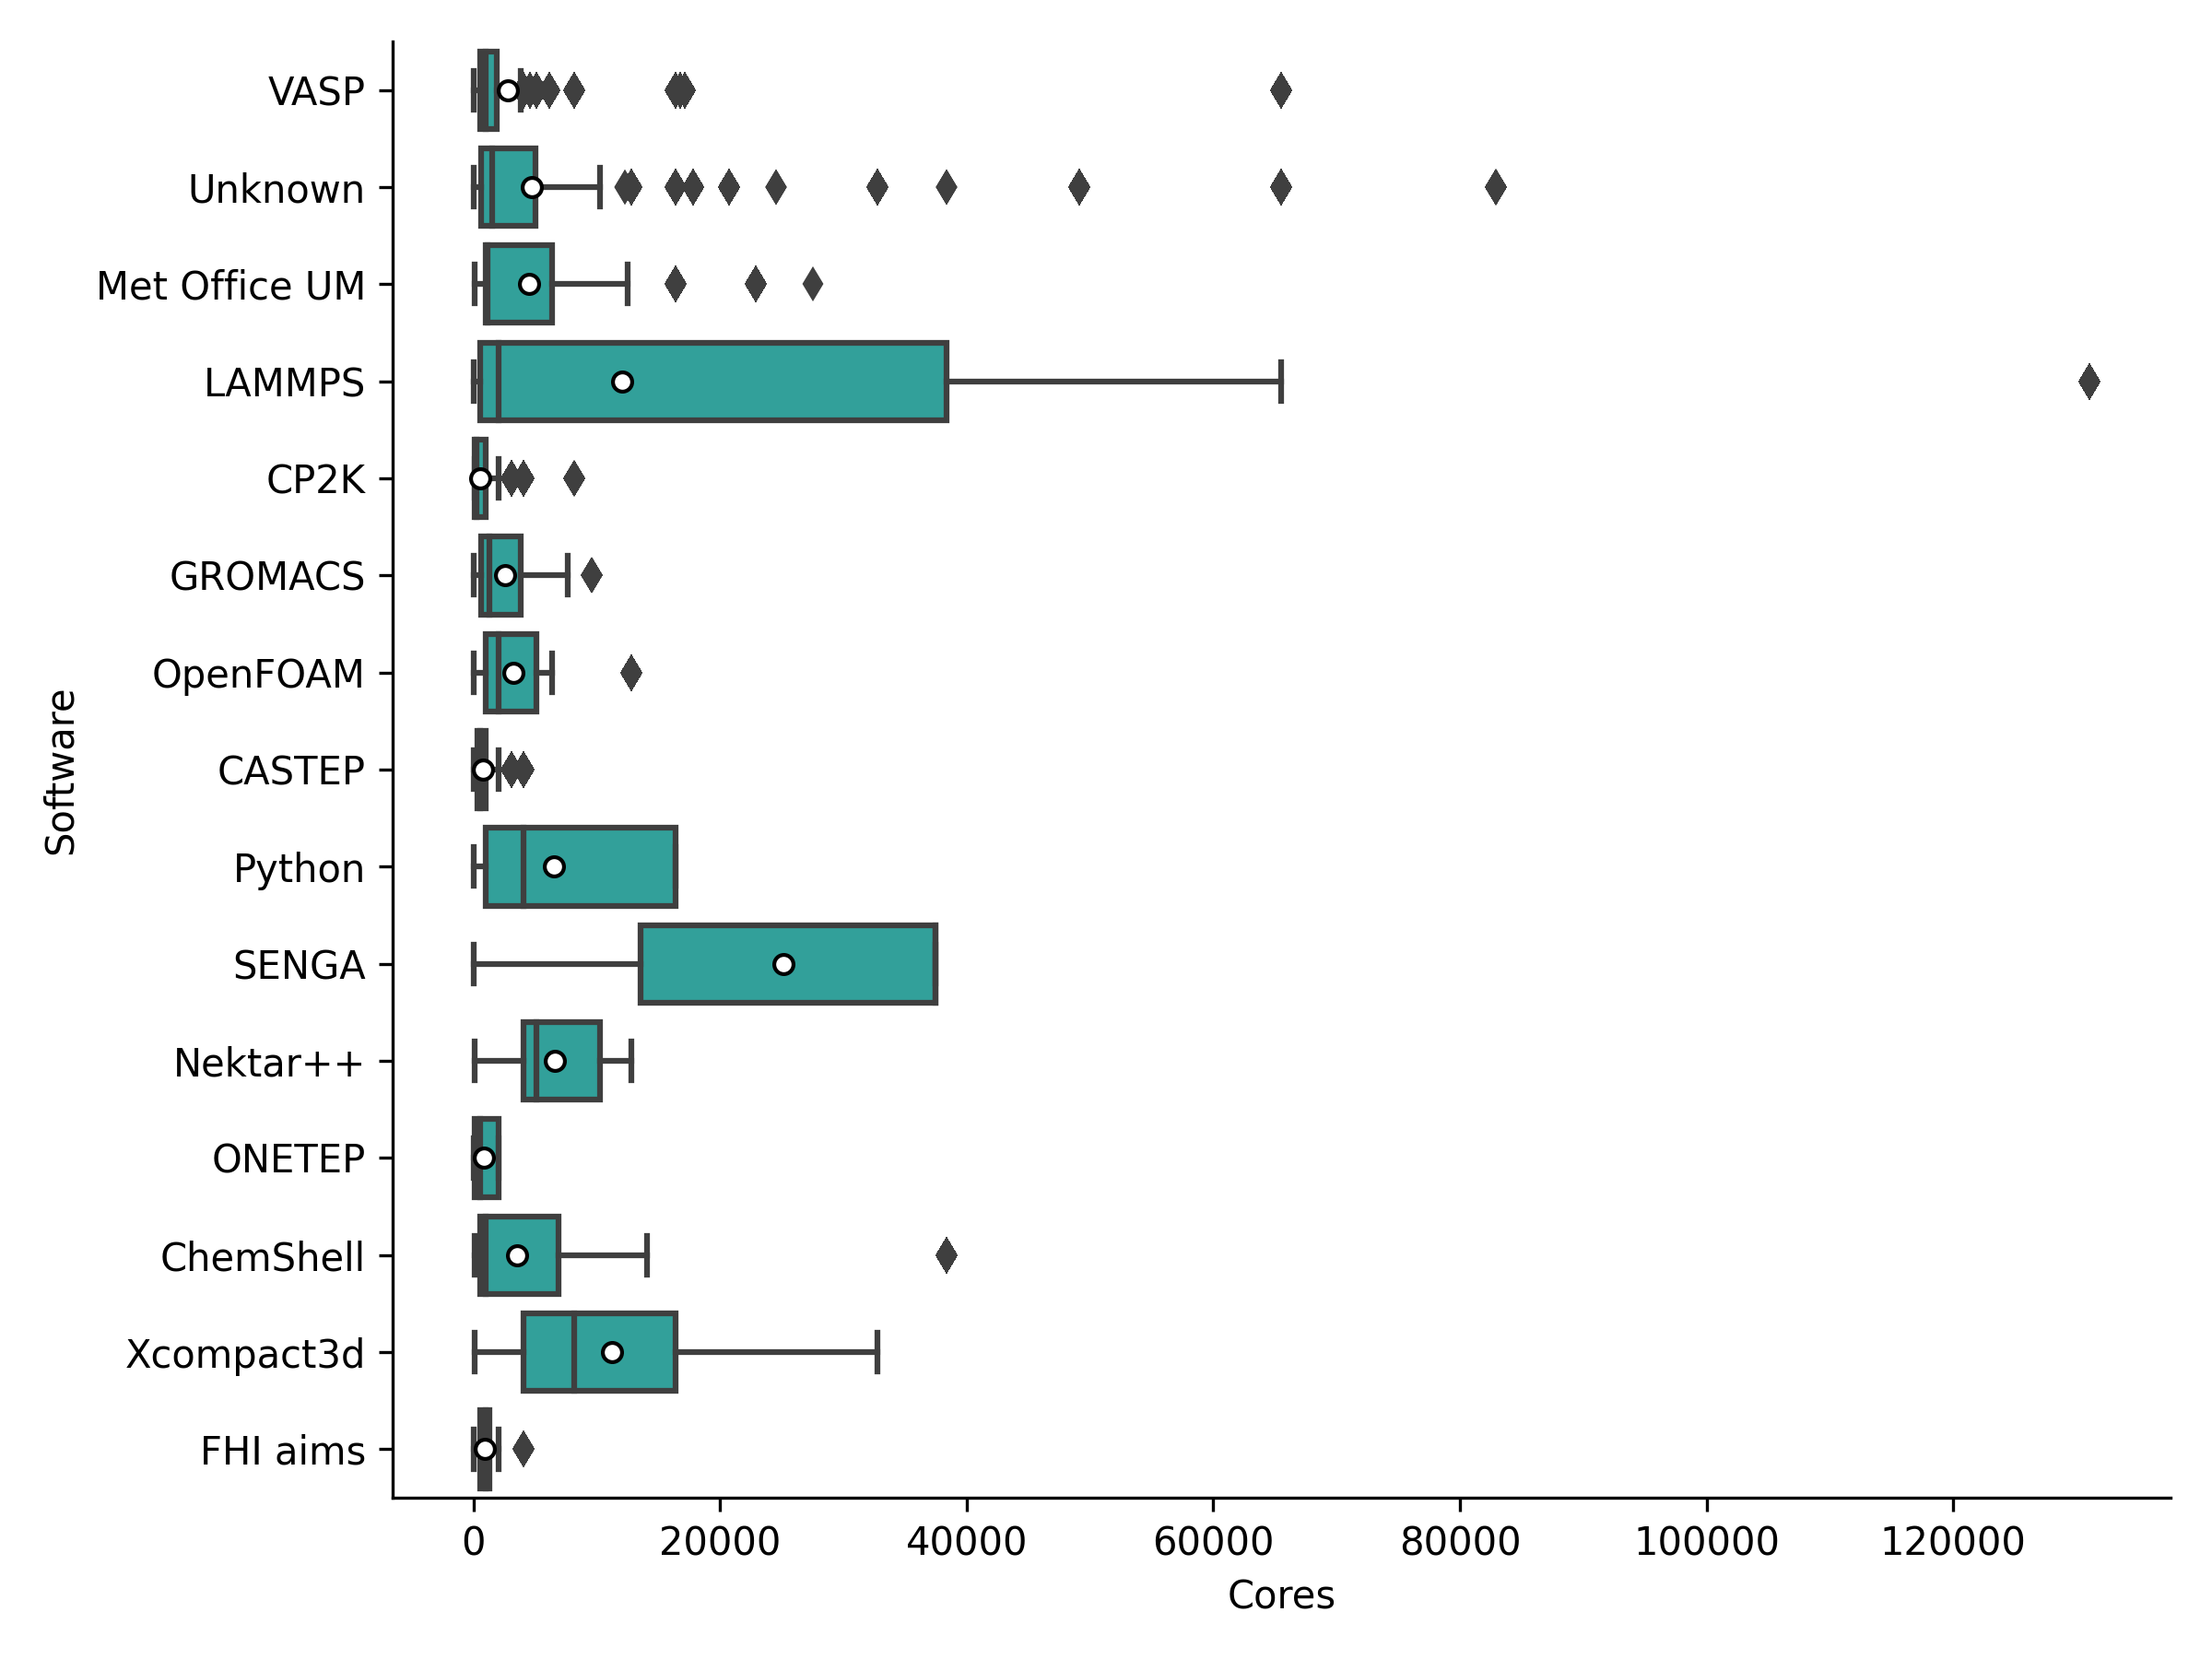 VASP
Unknown
Met Office UM
LAMMPS
CP2K
GROMACS
OpenFOAM
CASTEP
Python
SENGA
Nektar++
ONETEP
ChemShell
Xcompact3d
FHI aims
Software
0 20000 40000 60000 80000 100000 120000
Cores